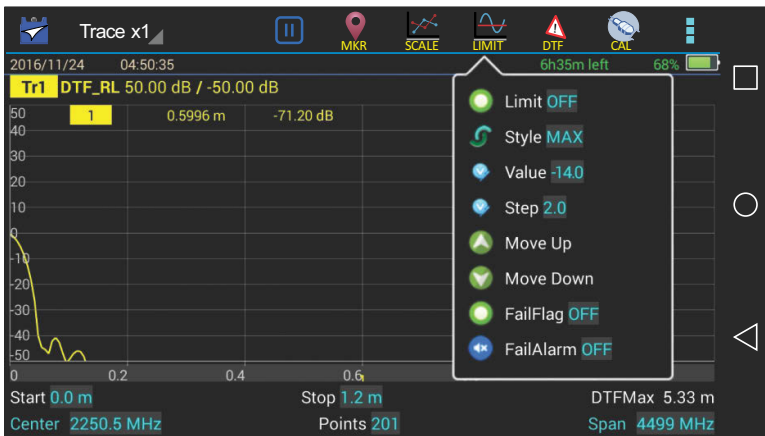 Trace x1
MKR SCALE LIMIT DTF CAL
2016/11/24 04:50:35 6h35m left 68%
Tr1 DTF_RL 50.00 dB / -50.00 dB
1 0.5996 m -71.20 dB
50
40
30
20
10
0
-10
-20
-30
-40
-50
0 0.2 0.4 0.6
Limit OFF
Style MAX
Value -14.0
Step 2.0
Move Up
Move Down
FailFlag OFF
FailAlarm OFF
Start 0.0 m Stop 1.2 m DTFMax 5.33 m
Center 2250.5 MHz Points 201 Span 4499 MHz